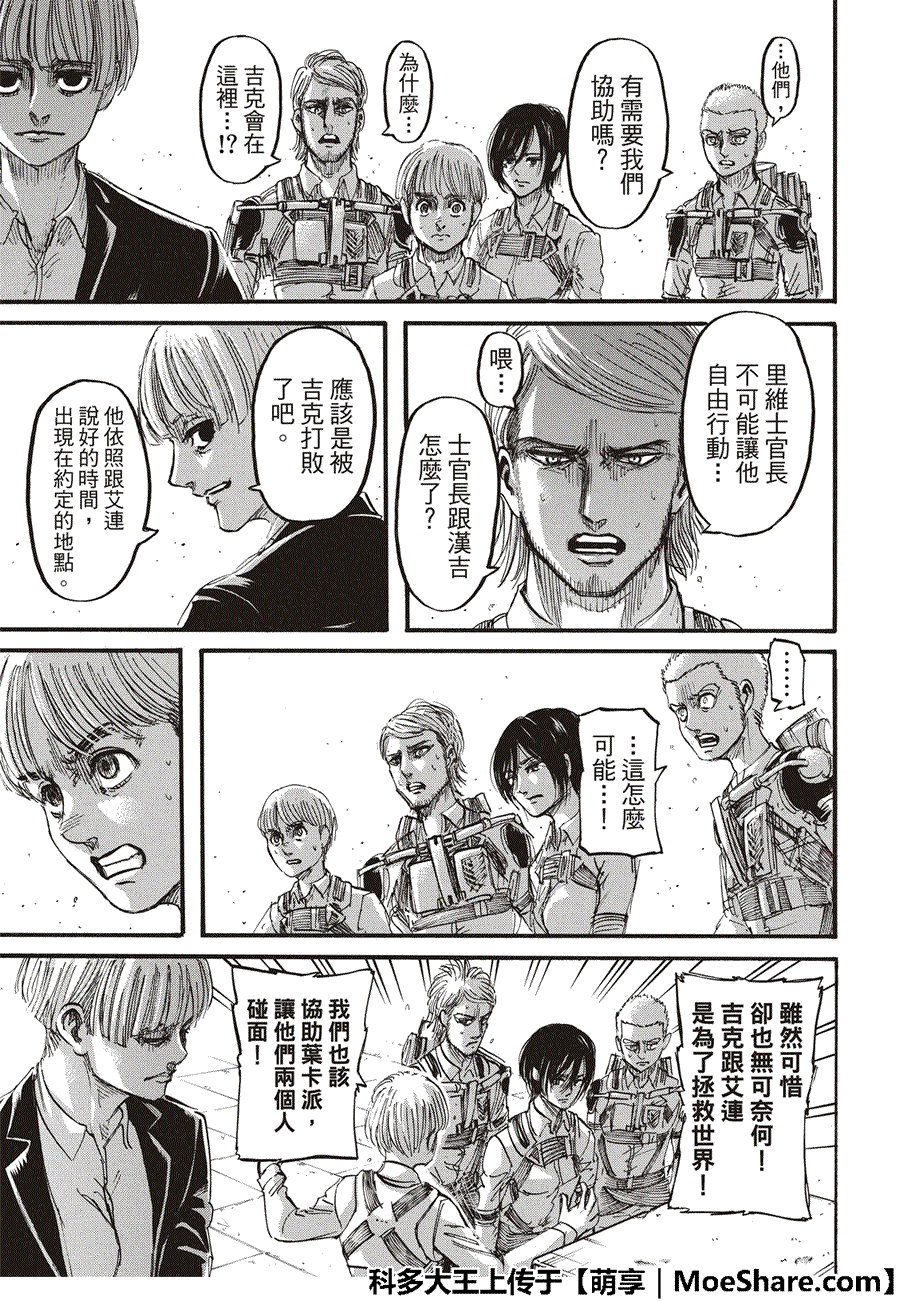 …他們，
有需要我們
協助嗎？
為什麼…
吉克會在
這裡…!?
里維士官長
不可能讓他
自由行動…
喂…
士官長跟漢吉
怎麼了？
應該是被
吉克打敗
了吧。
他依照跟艾連
說好的時間，
出現在約定的地點。
……
…這怎麼
可能…！
雖然可惜
卻也無可奈何！
吉克跟艾連
是為了拯救世界！
我們也該
協助葉卡派，
讓他們兩個人
碰面！
科多大王上传于【萌享｜MoeShare.com】